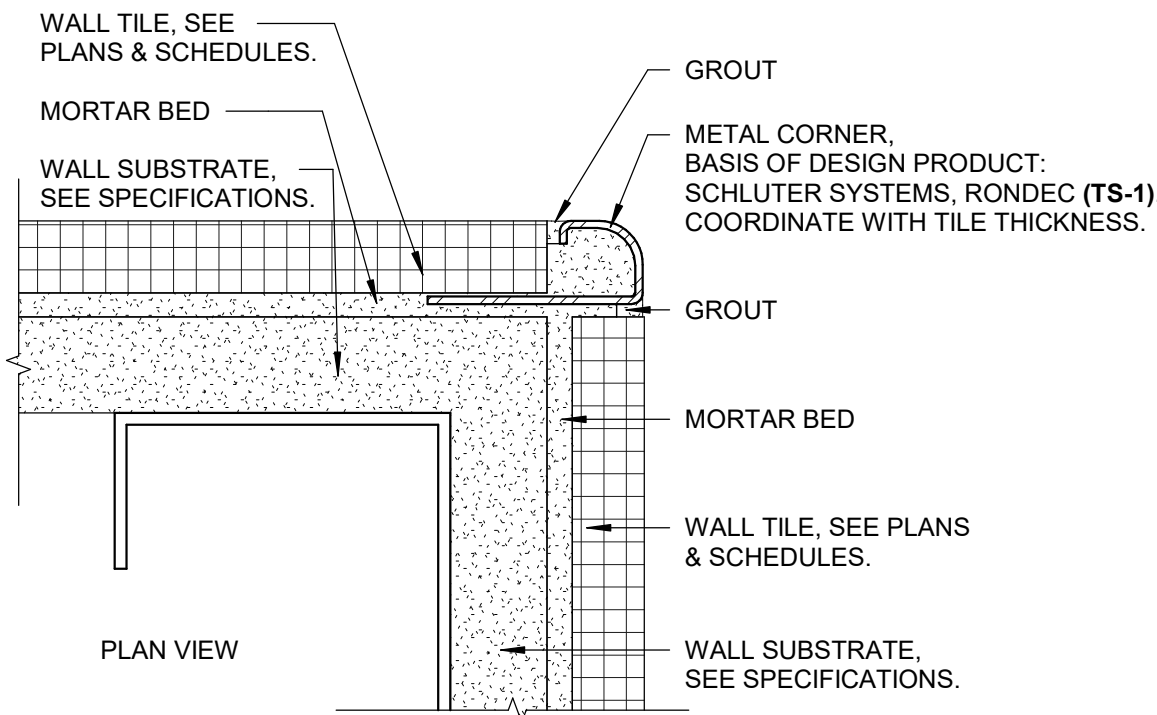 WALL TILE, SEE
PLANS & SCHEDULES.
MORTAR BED
WALL SUBSTRATE,
SEE SPECIFICATIONS.
GROUT
METAL CORNER,
BASIS OF DESIGN PRODUCT:
SCHLUTER SYSTEMS, RONDEC (TS-1)
COORDINATE WITH TILE THICKNESS.
GROUT
MORTAR BED
WALL TILE, SEE PLANS
& SCHEDULES.
WALL SUBSTRATE,
SEE SPECIFICATIONS.
PLAN VIEW